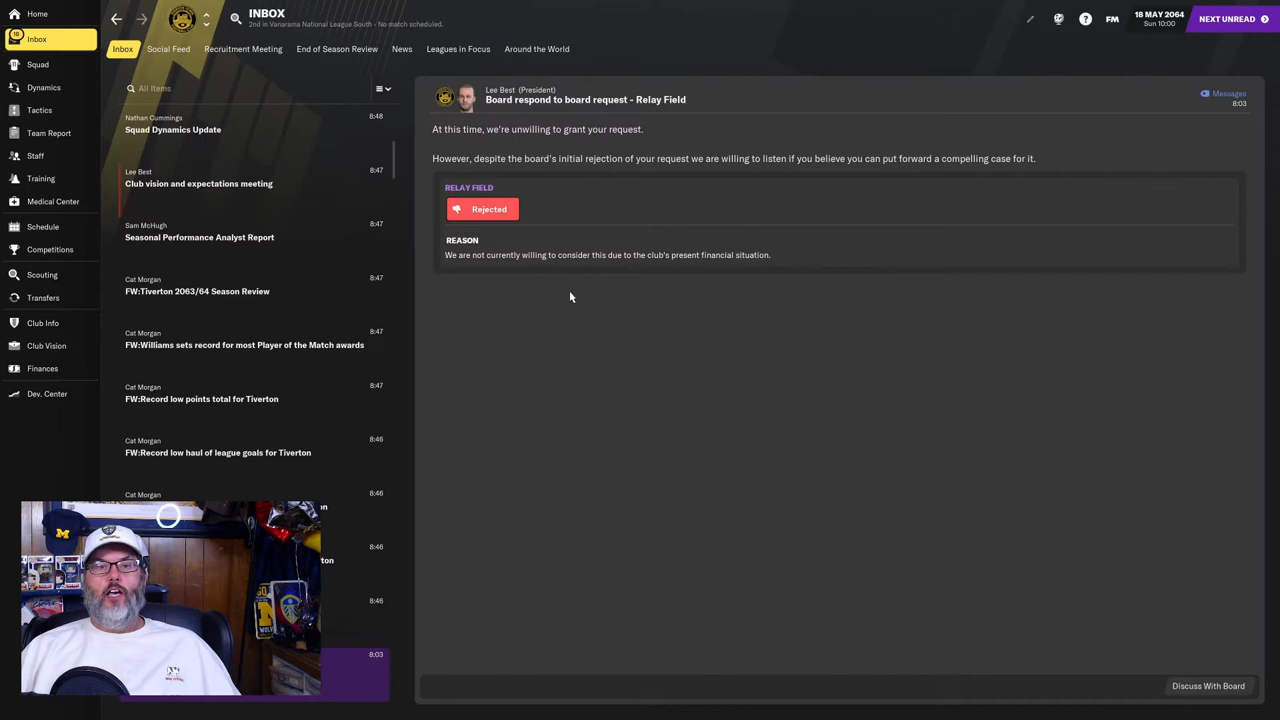 Home
18
Inbox
Squad
Dynamics
Tactics
Team Report
Staff
Training
Medical Center
Schedule
Competitions
Scouting
Transfers
Club Info
Club Vision
Finances
Dev. Center
INBOX
2nd in Vanarama National League South - No match scheduled.
FM
18 MAY 2064
Sun 10:00
NEXT UNREAD
Inbox
Social Feed
Recruitment Meeting
End of Season Review
News
Leagues in Focus
Around the World
All Items
Nathan Cummings
8:48
Squad Dynamics Update
Lee Best
8:47
Club vision and expectations meeting
Sam McHugh
8:47
Seasonal Performance Analyst Report
Cat Morgan
8:47
FW:Tiverton 2063/64 Season Review
Cat Morgan
8:47
FW:Williams sets record for most Player of the Match awards
Cat Morgan
8:47
FW:Record low points total for Tiverton
Cat Morgan
8:46
FW:Record low haul of league goals for Tiverton
Cat Morgan
8:46
8:46
8:46
8:03
Lee Best (President)
Board respond to board request - Relay Field
Messages
8:03
At this time, we're unwilling to grant your request.
However, despite the board's initial rejection of your request we are willing to listen if you believe you can put forward a compelling case for it.
RELAY FIELD
Rejected
REASON
We are not currently willing to consider this due to the club's present financial situation.
Discuss With Board
M